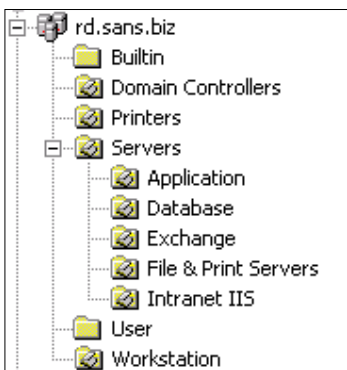 rd.sans.biz
Builtin
Domain Controllers
Printers
Servers
Application
Database
Exchange
File & Print Servers
Intranet IIS
User
Workstation